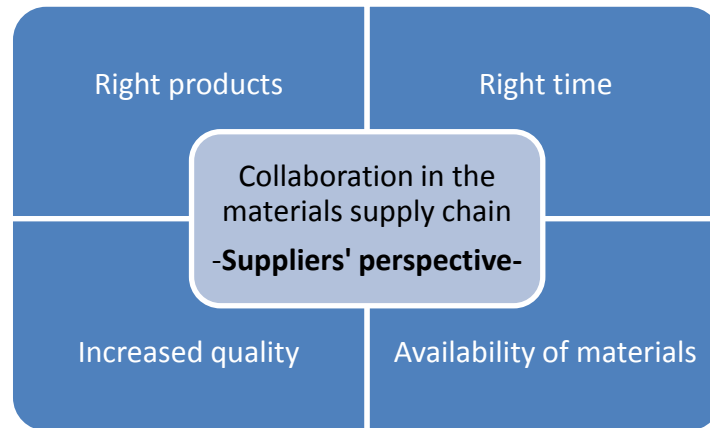 Right products
Right time
Collaboration in the
materials supply chain
-Suppliers' perspective-
Increased quality
Availability of materials